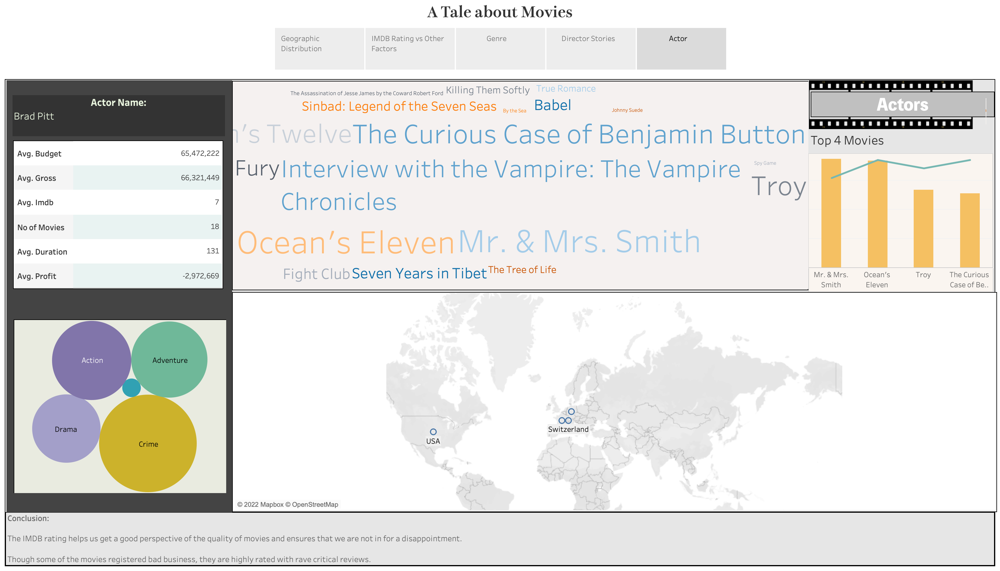 A Tale about Movies
Geographic
Distribution
IMDB Rating vs Other
Factors
Genre
Director Stories
Actor
Actor Name:
Brad Pitt
Avg. Budget 65,472,222
Avg. Gross 66,321,449
Avg. Imdb 7
No of Movies 18
Avg. Duration 131
Avg. Profit -2,972,669
The Assassination of Jesse James by the Coward Robert Ford Killing Them Softly True Romance
Sinbad: Legend of the Seven Seas By the Sea Babel Johnny Suede
's Twelve The Curious Case of Benjamin Button
Fury Interview with the Vampire: The Vampire
Chronicles
Spy Game
Troy
Ocean's Eleven Mr. & Mrs. Smith
Fight Club Seven Years in Tibet The Tree of Life
Actors
Top 4 Movies
Mr. & Mrs.
Smith
Ocean's
Eleven
Troy
The Curious
Case of Be..
Action
Adventure
Drama
Crime
USA
Switzerland
© 2022 Mapbox © OpenStreetMap
Conclusion:
The IMDB rating helps us get a good perspective of the quality of movies and ensures that we are not in for a disappointment.
Though some of the movies registered bad business, they are highly rated with rave critical reviews.